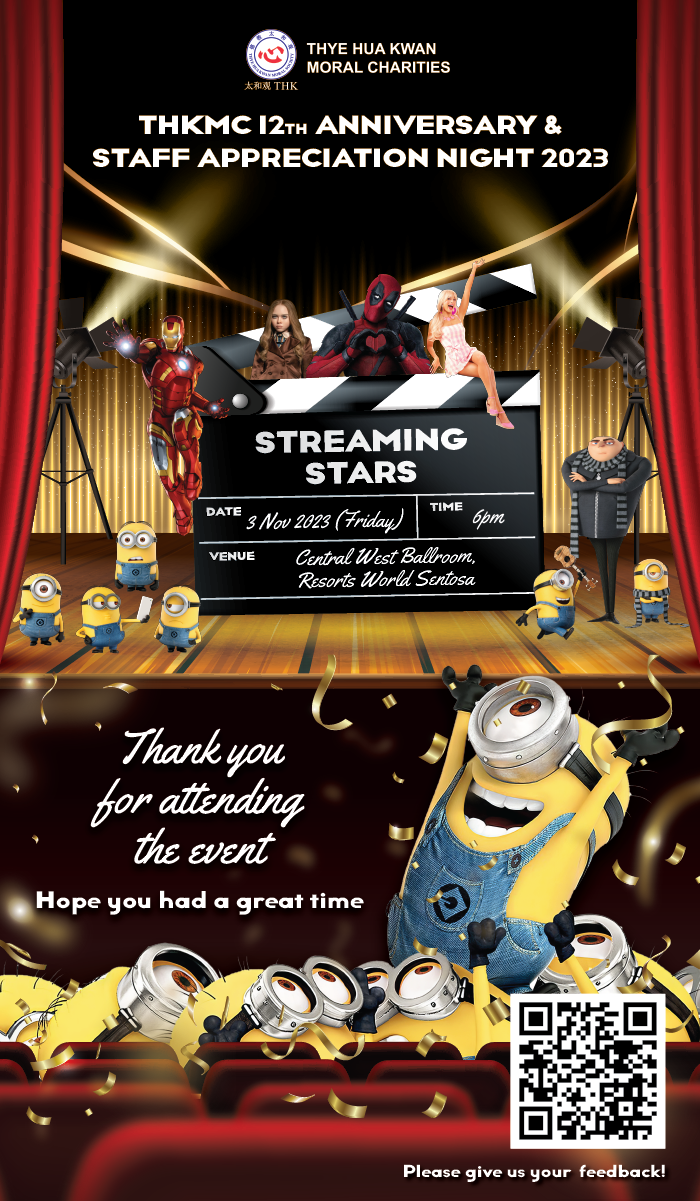 THYE HUA KWAN
MORAL CHARITIES
太和观 THK
THKMC 12TH ANNIVERSARY &
STAFF APPRECIATION NIGHT 2023
STREAMING
STARS
DATE 3 Nov 2023 (Friday) TIME 6pm
VENUE Central West Ballroom,
Resorts World Sentosa
Thank you
for attending
the event
Hope you had a great time
Please give us your feedback!